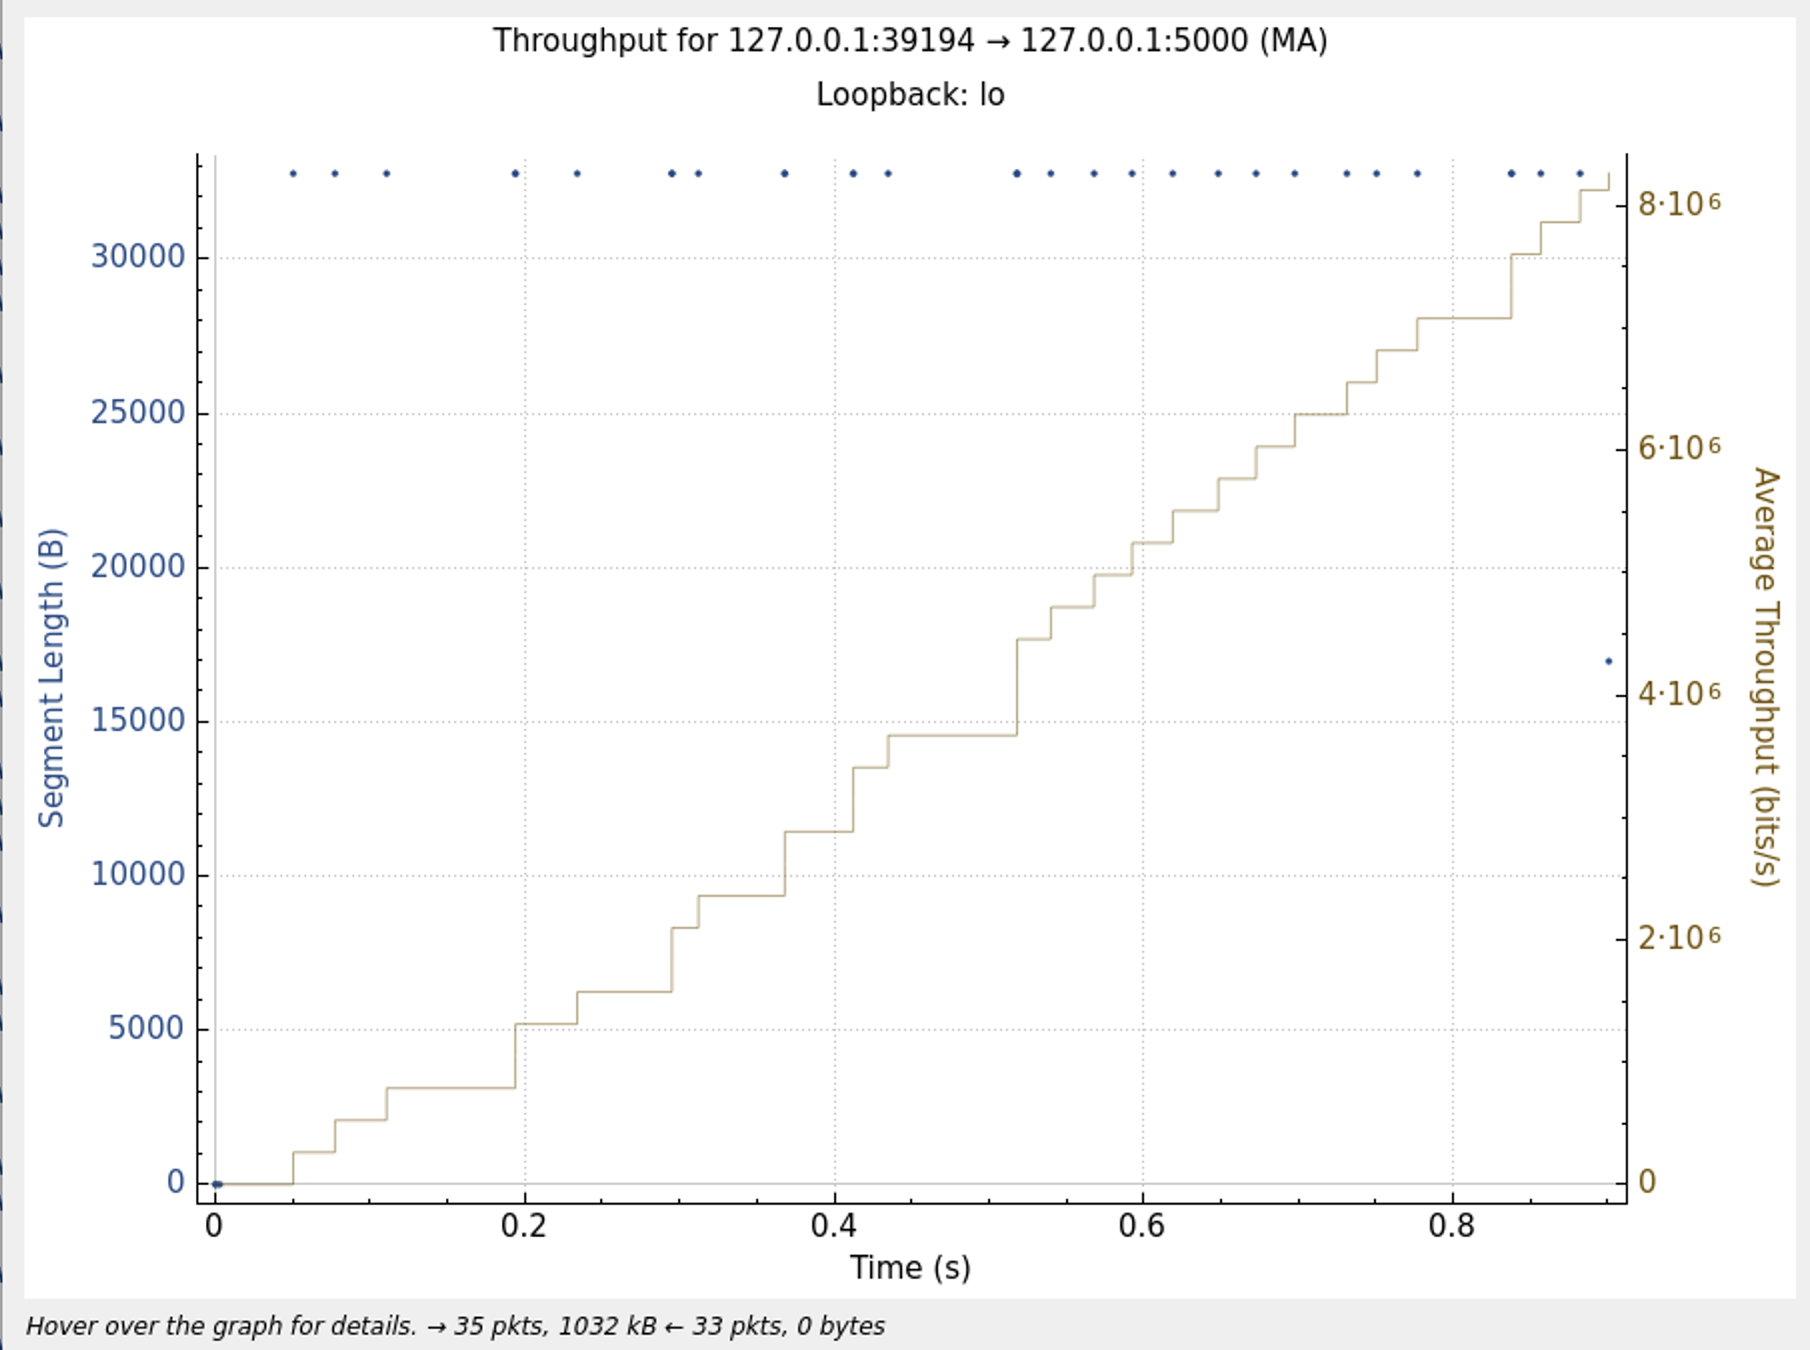 Throughput for 127.0.0.1:39194 → 127.0.0.1:5000 (MA)
Loopback: lo
Segment Length (B)
30000
25000
20000
15000
10000
5000
0
8·10⁶
6·10⁶
4·10⁶
2·10⁶
0
Average Throughput (bits/s)
0 0.2 0.4 0.6 0.8
Time (s)
Hover over the graph for details. → 35 pkts, 1032 kB ← 33 pkts, 0 bytes